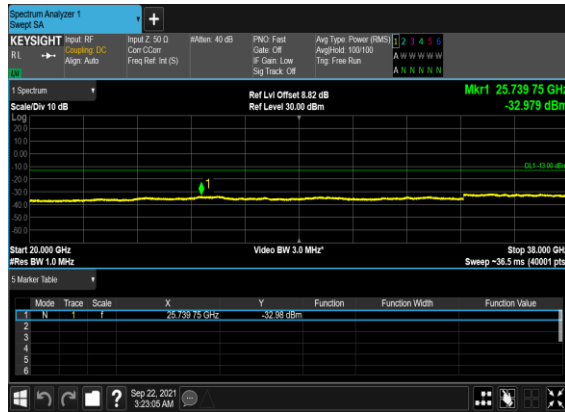 Spectrum Analyzer 1
Swept SA
+
KEYSIGHT Input: RF Input Z: 50 Ω #Atten: 40 dB PNO: Fast Avg Type: Power (RMS) 1 2 3 4 5 6
RL Coupling: DC Corr CCorr Gate: Off Avg|Hold: 100/100 A W W W W W
Align: Auto Freq Ref: Int (S) IF Gain: Low Trig: Free Run
Sig Track: Off A N N N N N
LU
1 Spectrum Ref Lvl Offset 8.82 dB Mkr1 25.739 75 GHz
Scale/Div 10 dB Ref Level 30.00 dBm -32.979 dBm
Log
20.0
10.0
0.00
-10.0 DL1 -13.00 dBm
-20.0
-30.0 1
-40.0
-50.0
-60.0
Start 20.000 GHz Video BW 3.0 MHz* Stop 38.000 GHz
#Res BW 1.0 MHz Sweep ~36.5 ms (40001 pts)
5 Marker Table
Mode Trace Scale X Y Function Function Width Function Value
1 N 1 f 25.739 75 GHz -32.98 dBm
2
3
4
5
6
? Sep 22, 2021
3:23:05 AM